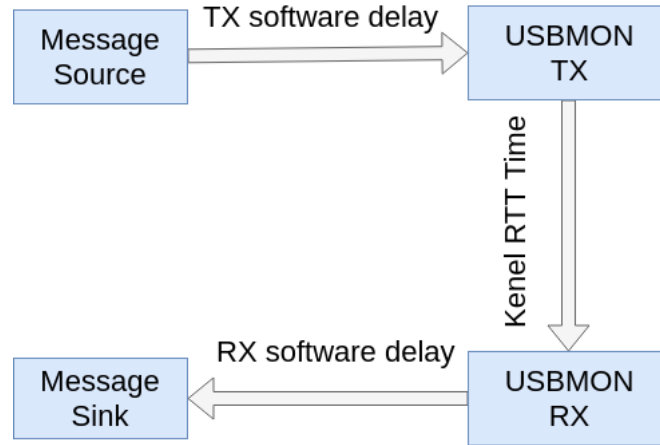 Message
Source
TX software delay
USBMON
TX
Kenel RTT Time
Message
Sink
RX software delay
USBMON
RX